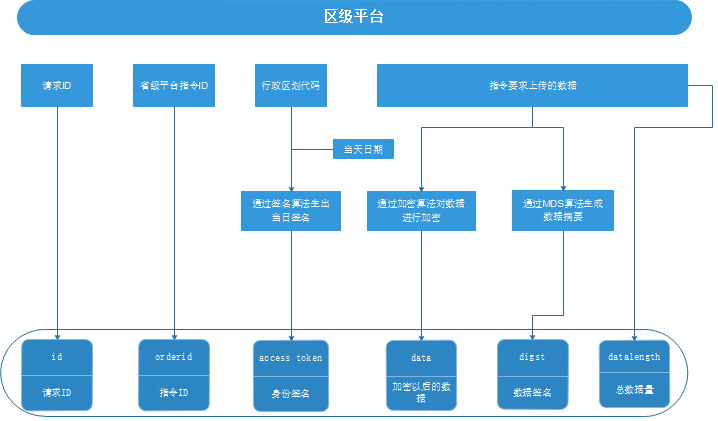 区级平台
请求ID
省级平台指令ID
行政区划代码
指令要求上传的数据
当天日期
通过签名算法生出
当日签名
通过加密算法对数据
进行加密
通过MDS算法生成
数据摘要
id
orderid
access token
data
digst
datalength
请求ID
指令ID
身份签名
加密以后的数
据
数据签名
总数据量